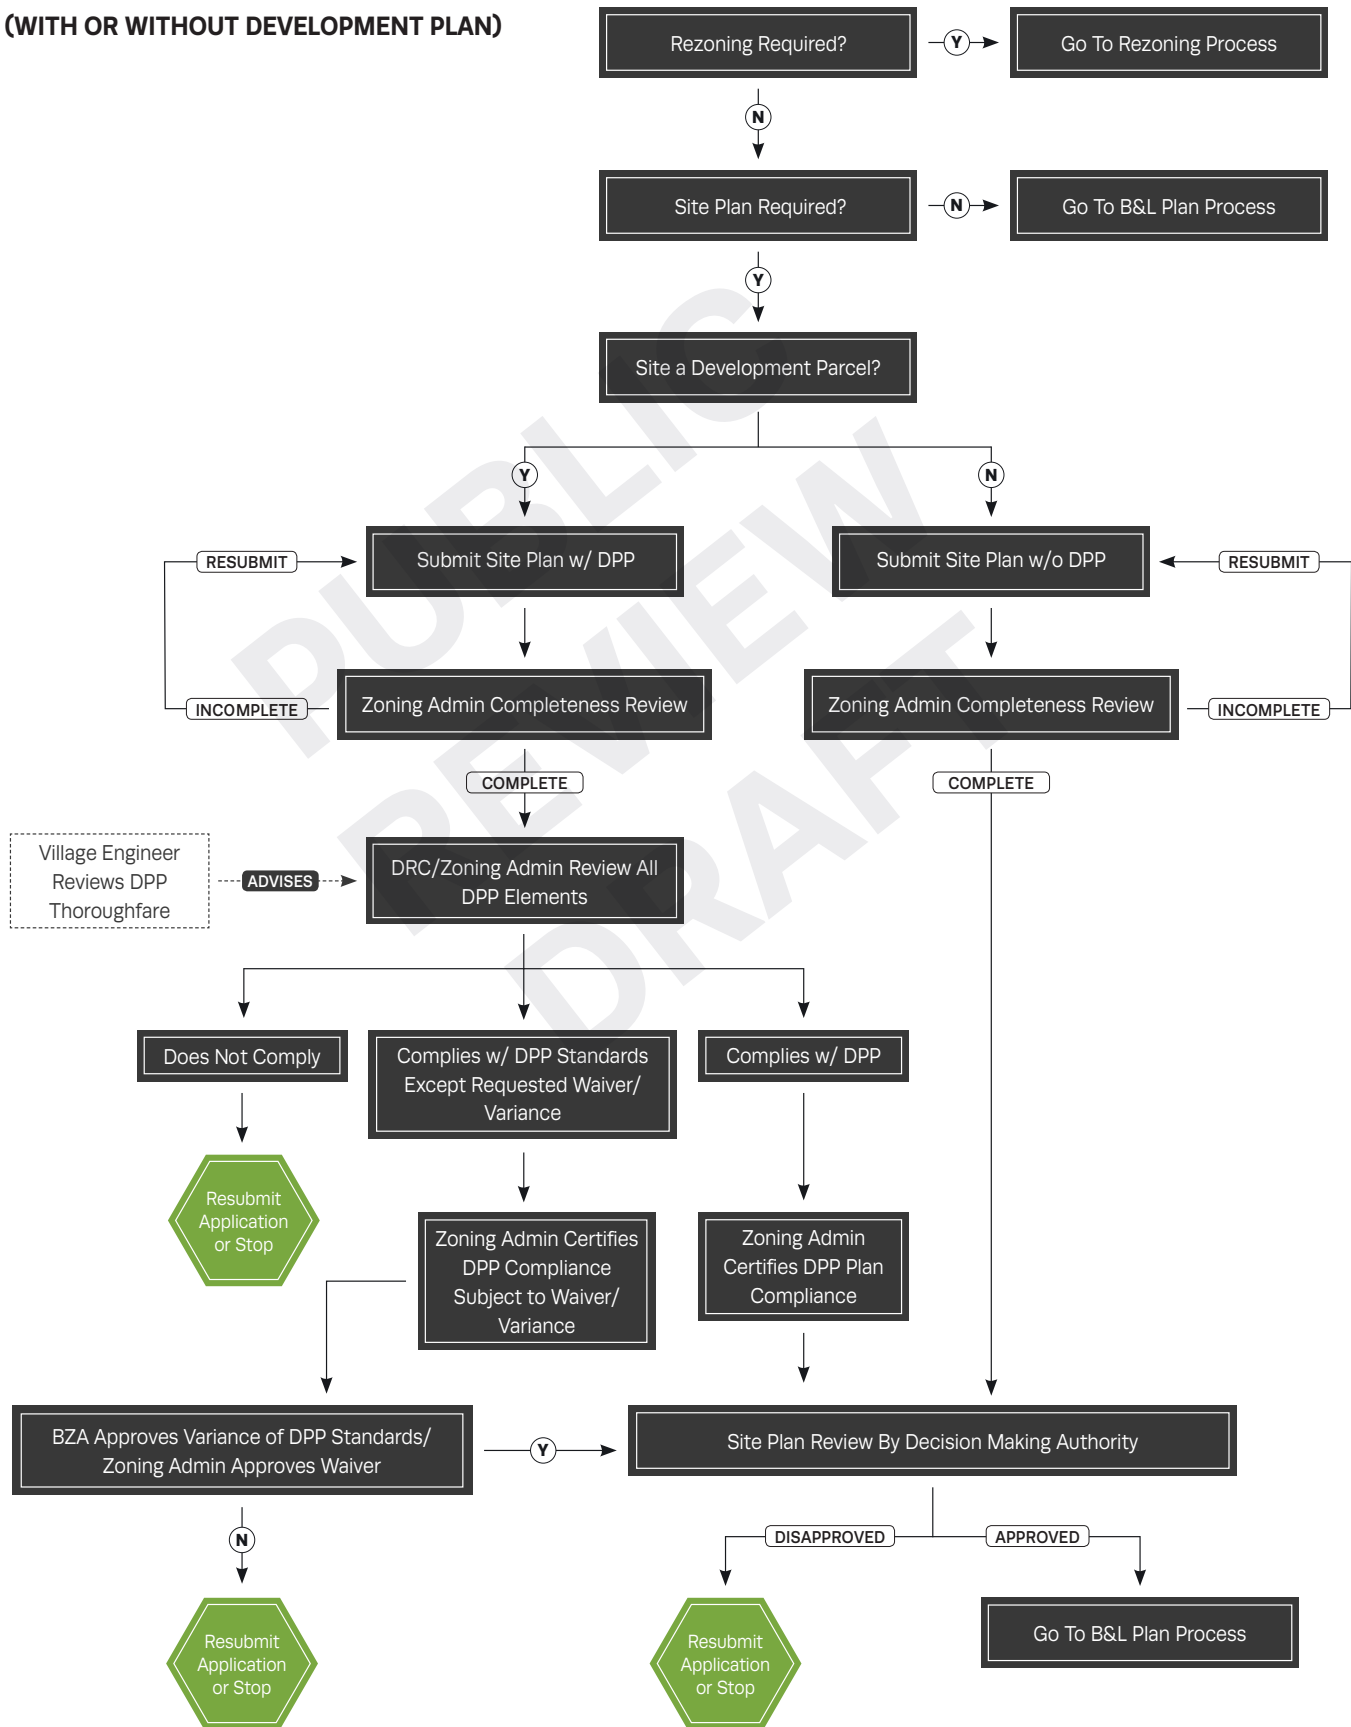 (WITH OR WITHOUT DEVELOPMENT PLAN)
Rezoning Required?
Y
Go To Rezoning Process
N
Site Plan Required?
N
Go To B&L Plan Process
Y
Site a Development Parcel?
Y
N
RESUBMIT
Submit Site Plan w/ DPP
Submit Site Plan w/o DPP
RESUBMIT
INCOMPLETE
Zoning Admin Completeness Review
Zoning Admin Completeness Review
INCOMPLETE
COMPLETE
COMPLETE
Village Engineer
Reviews DPP
Thoroughfare
ADVISES
DRC/Zoning Admin Review All
DPP Elements
Does Not Comply
Complies w/ DPP Standards
Except Requested Waiver/
Variance
Complies w/ DPP
Resubmit
Application
or Stop
Zoning Admin Certifies
DPP Compliance
Subject to Waiver/
Variance
Zoning Admin
Certifies DPP Plan
Compliance
BZA Approves Variance of DPP Standards/
Zoning Admin Approves Waiver
Y
Site Plan Review By Decision Making Authority
N
DISAPPROVED
APPROVED
Resubmit
Application
or Stop
Resubmit
Application
or Stop
Go To B&L Plan Process
PUBLIC
REVIEW
DRAFT